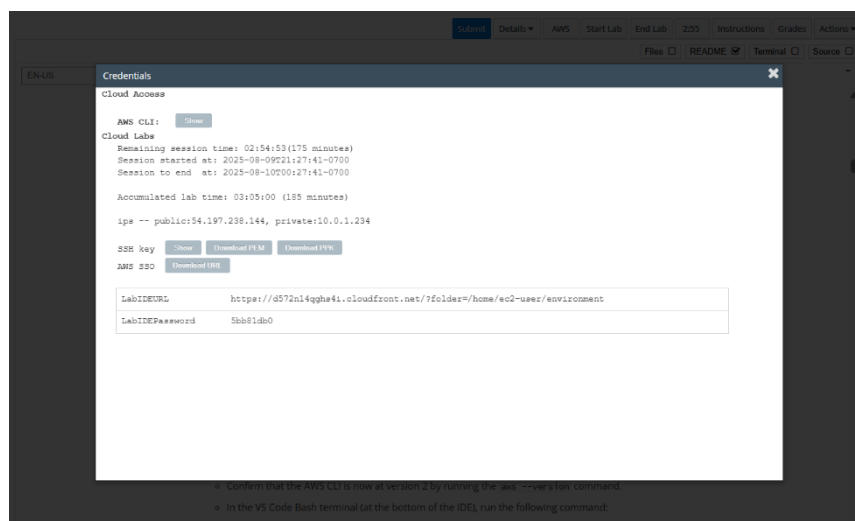 Submit Details AWS Start Lab End Lab 2:55 Instructions Grades Actions
Files README Terminal Source
EN-US
Credentials
Cloud Access
AWS CLI: Show
Cloud Labs
Remaining session time: 02:54:53(175 minutes)
Session started at: 2025-08-09T21:27:41-0700
Session to end at: 2025-08-10T00:27:41-0700
Accumulated lab time: 03:05:00 (185 minutes)
ips -- public:54.197.238.144, private:10.0.1.234
SSH key Show Download PEM Download PPK
AWS SSO Download URL
LabIDEURL https://d572n14qghs4i.cloudfront.net/?folder=/home/ec2-user/environment
LabIDEPassword 5bb81db0
Confirm that the AWS CLI is now at version 2 by running the aws --version command.
In the VS Code Bash terminal (at the bottom of the IDE), run the following command: